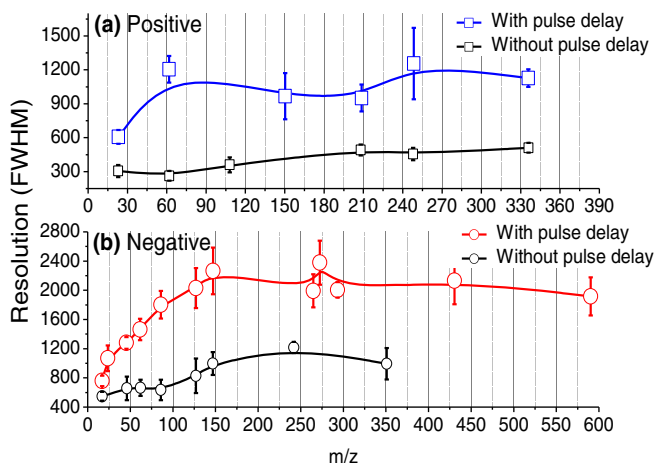 (a) Positive
With pulse delay
Without pulse delay
1500
1200
900
600
300
0 30 60 90 120 150 180 210 240 270 300 330 360 390
Resolution (FWHM)
(b) Negative
With pulse delay
Without pulse delay
2800
2400
2000
1600
1200
800
400
0 50 100 150 200 250 300 350 400 450 500 550 600
m/z